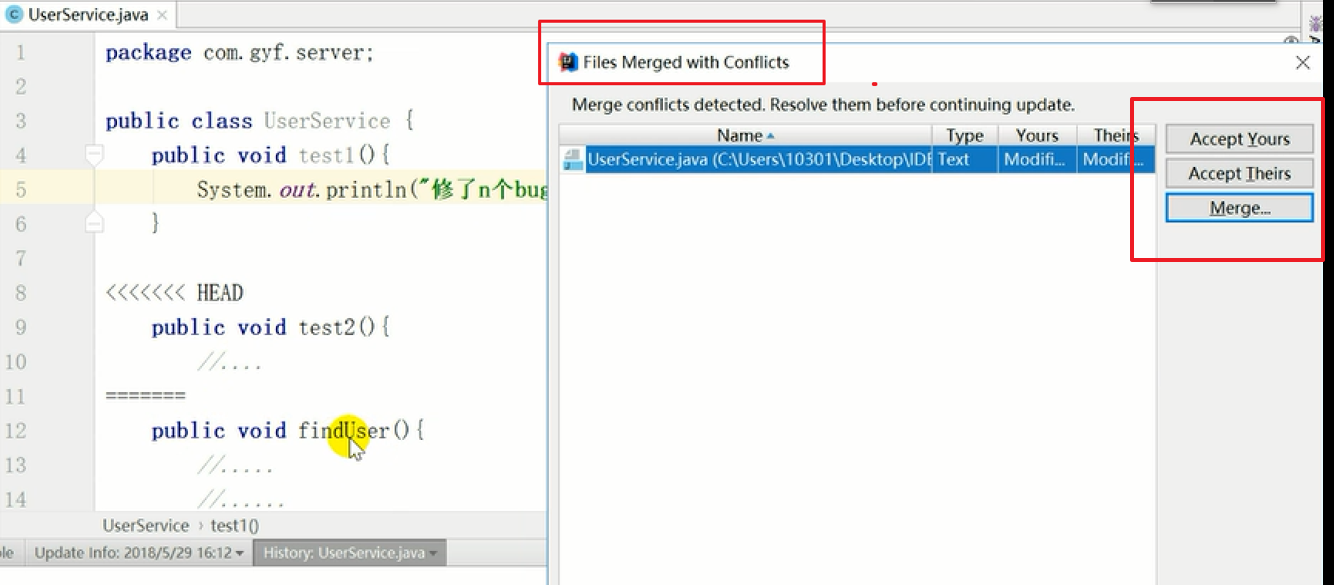 UserService.java
1 package com.gyf.server;
2
3 public class UserService {
4 public void test1(){
5 System.out.println("修了n个bug
6 }
7
8 <<<<<<< HEAD
9 public void test2(){
10 //....
11 =======
12 public void findUser(){
13 //.....
14 //......
UserService › test1()
Update Info: 2018/5/29 16:12 History: UserService.java
Files Merged with Conflicts
Merge conflicts detected. Resolve them before continuing update.
Name Type Yours Theirs
UserService.java (C:\Users\10301\Desktop\IDE Text Modifi... Modif...
Accept Yours
Accept Theirs
Merge...